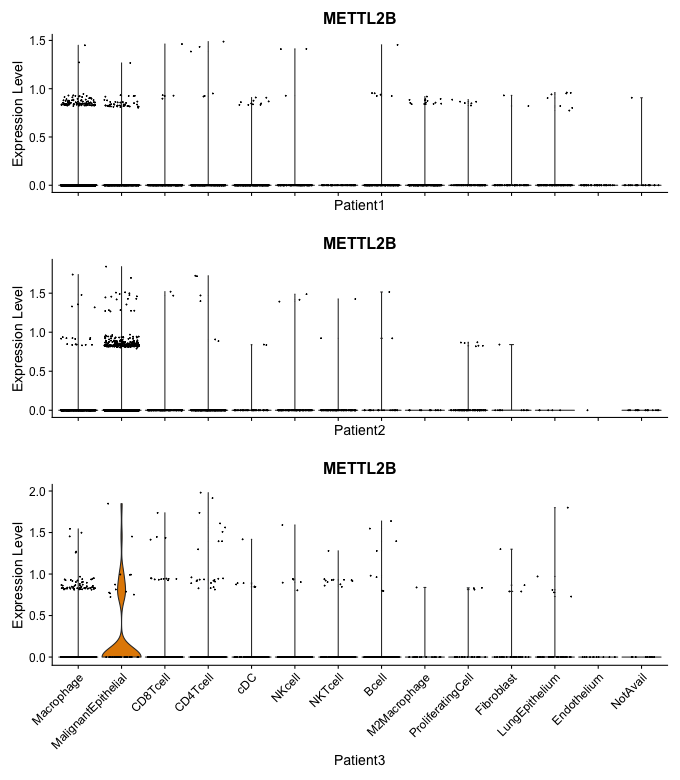 METTL2B
Expression Level
1.5
1.0
0.5
0.0
Patient1
METTL2B
Expression Level
1.5
1.0
0.5
0.0
Patient2
METTL2B
Expression Level
2.0
1.5
1.0
0.5
0.0
Macrophage
MalignantEpithelial
CD8Tcell
CD4Tcell
cDC
NKcell
NKTcell
Bcell
M2Macrophage
ProliferatingCell
Fibroblast
LungEpithelium
Endothelium
NotAvail
Patient3